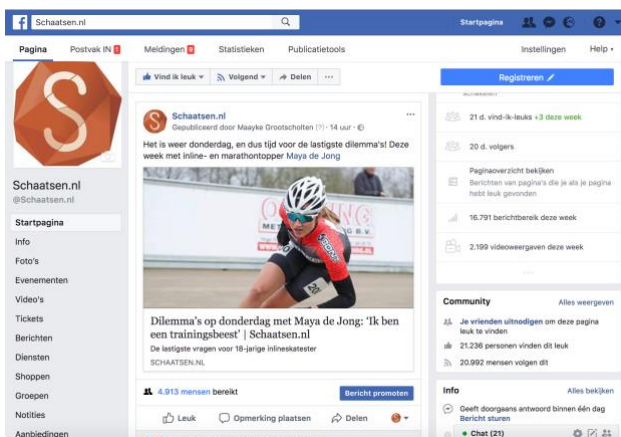 Schaatsen.nl
Startpagina
Pagina Postvak IN 1 Meldingen 9 Statistieken Publicatietools Instellingen Help
Vind ik leuk Volgend Delen ...
Registreren
S
Schaatsen.nl
@Schaatsen.nl
Startpagina
Info
Foto's
Evenementen
Video's
Tickets
Berichten
Diensten
Shoppen
Groepen
Notities
Aanbiedingen
Schaatsen.nl
Gepubliceerd door Maayke Grootscholten [?] · 14 uur ·
Het is weer donderdag, en dus tijd voor de lastigste dilemma's! Deze
week met inline- en marathontopper Maya de Jong
20
Dilemma's op donderdag met Maya de Jong: ‘Ik ben
een trainingsbeest’ | Schaatsen.nl
De lastigste vragen voor 18-jarige inlineskatester
SCHAATSEN.NL
4.913 mensen bereikt
Bericht promoten
Leuk Opmerking plaatsen Delen
21 d. vind-ik-leuks +3 deze week
20 d. volgers
Paginaoverzicht bekijken
Berichten van pagina's die je als je pagina
hebt leuk gevonden
16.791 berichtbereik deze week
2.199 videoweergaven deze week
Community Alles weergeven
Je vrienden uitnodigen om deze pagina
leuk te vinden
21.236 personen vinden dit leuk
20.992 mensen volgen dit
Info Alles bekijken
Geeft doorgaans antwoord binnen één dag
Bericht sturen
Chat (21)